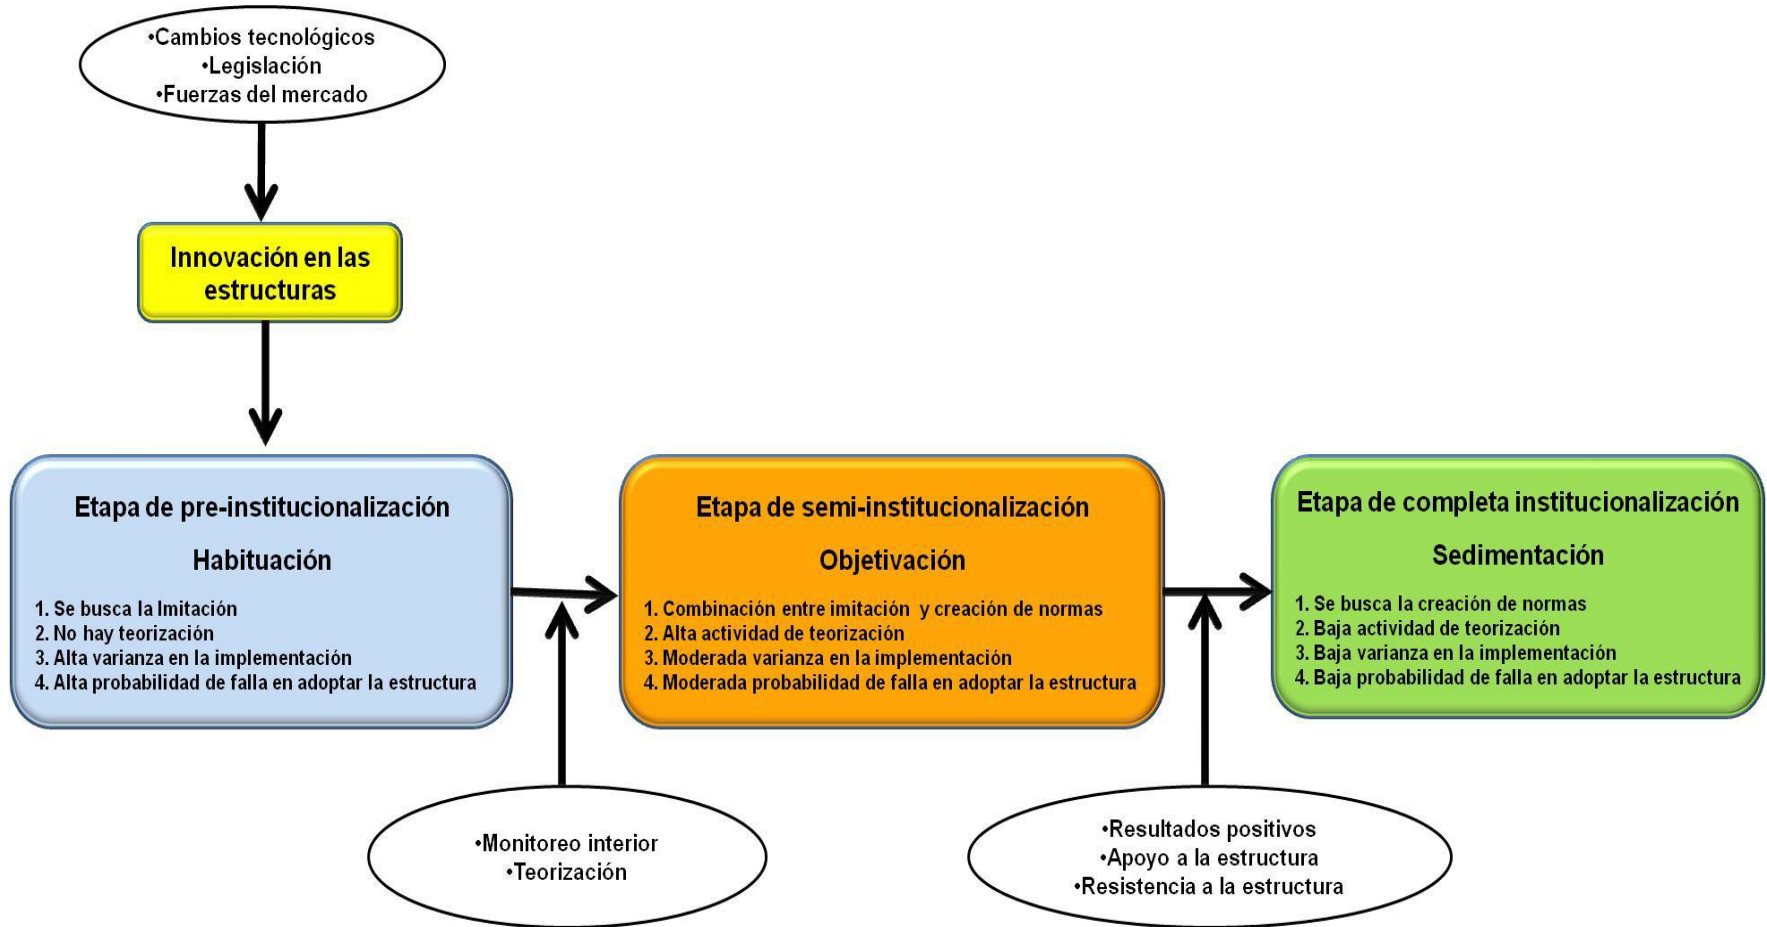 •Cambios tecnológicos
•Legislación
•Fuerzas del mercado
Innovación en las
estructuras
Etapa de pre-institucionalización
Habituación
1. Se busca la Imitación
2. No hay teorización
3. Alta varianza en la implementación
4. Alta probabilidad de falla en adoptar la estructura
Etapa de semi-institucionalización
Objetivación
1. Combinación entre imitación y creación de normas
2. Alta actividad de teorización
3. Moderada varianza en la implementación
4. Moderada probabilidad de falla en adoptar la estructura
Etapa de completa institucionalización
Sedimentación
1. Se busca la creación de normas
2. Baja actividad de teorización
3. Baja varianza en la implementación
4. Baja probabilidad de falla en adoptar la estructura
•Monitoreo interior
•Teorización
•Resultados positivos
•Apoyo a la estructura
•Resistencia a la estructura